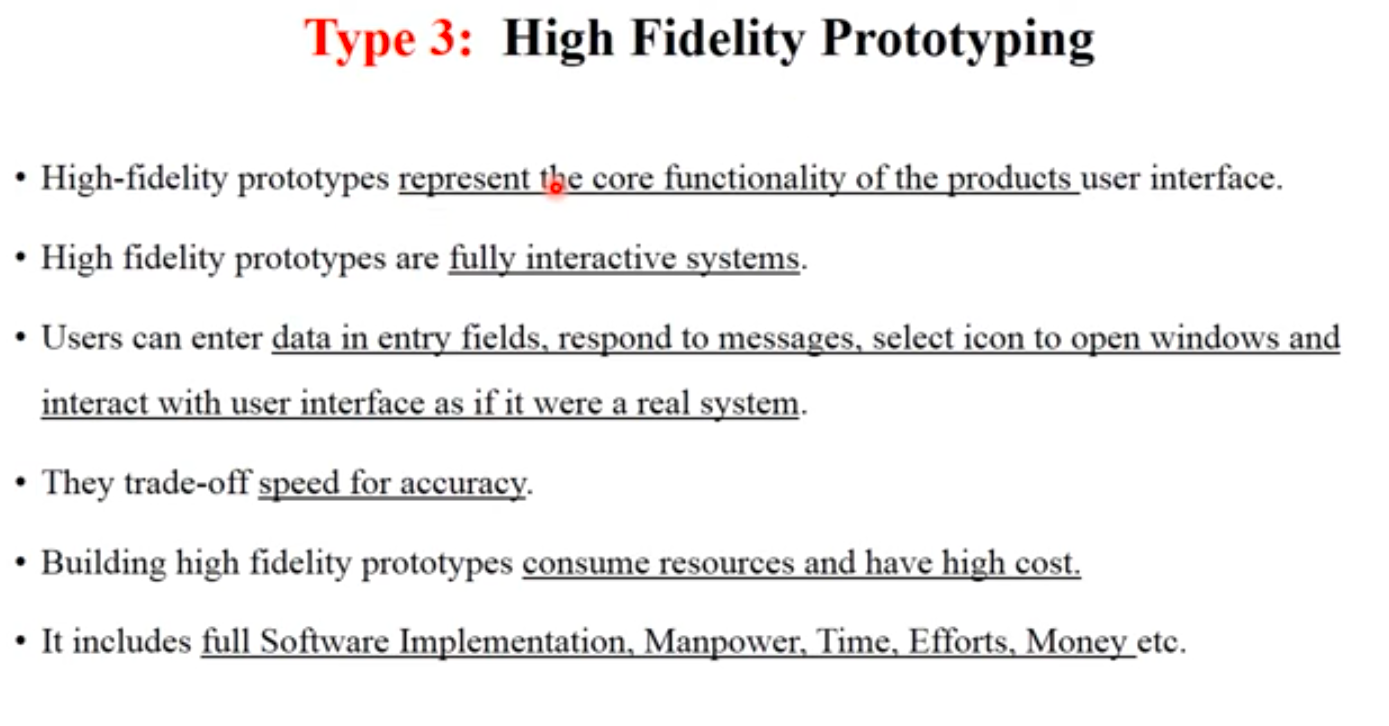 Type 3: High Fidelity Prototyping
• High-fidelity prototypes represent the core functionality of the products user interface.
• High fidelity prototypes are fully interactive systems.
• Users can enter data in entry fields, respond to messages, select icon to open windows and
interact with user interface as if it were a real system.
• They trade-off speed for accuracy.
• Building high fidelity prototypes consume resources and have high cost.
• It includes full Software Implementation, Manpower, Time, Efforts, Money etc.